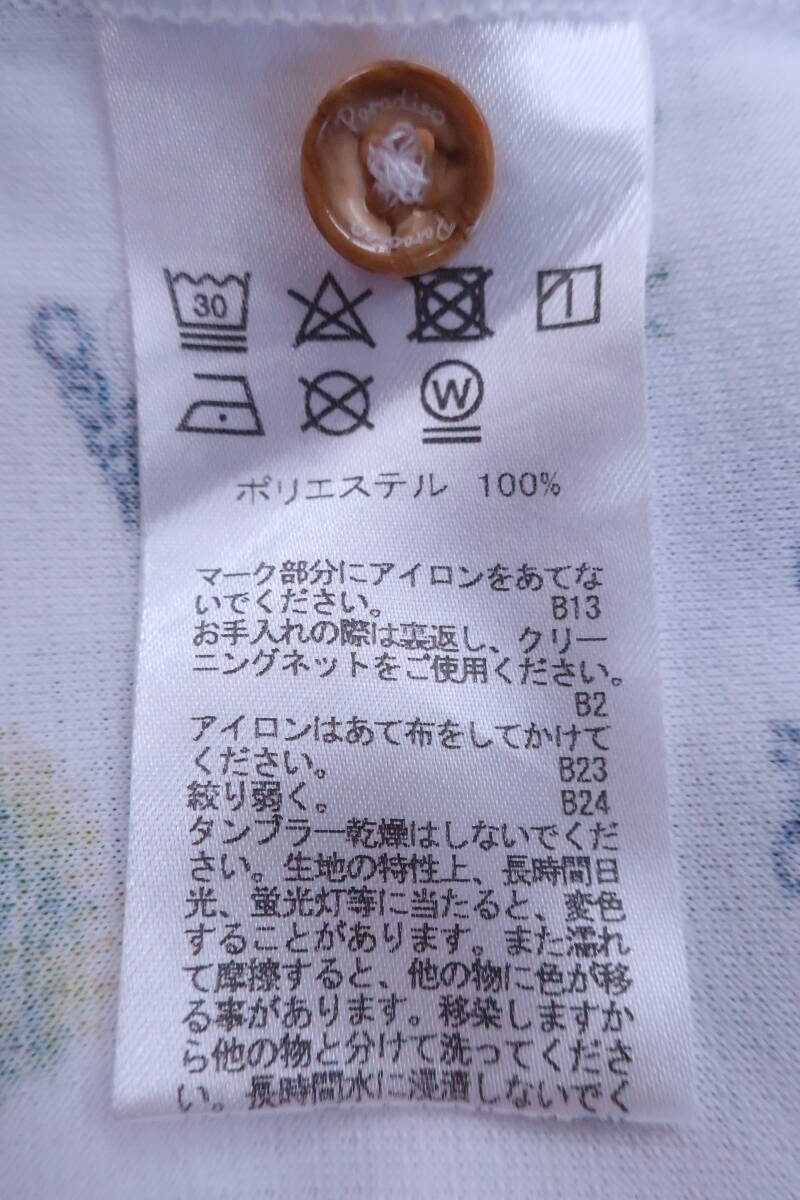 Paradiso
Paradiso
30
W
ポリエステル 100%
マーク部分にアイロンをあてな
いでください。 B13
お手入れの際は裏返し、クリー
ニングネットをご使用ください。
B2
アイロンはあて布をしてかけて
ください。 B23
絞り弱く。 B24
タンブラー乾燥はしないでくだ
さい。生地の特性上、長時間日
光、蛍光灯等に当たると、変色
することがあります。また濡れ
て摩擦すると、他の物に色が移
る事があります。移染しますか
ら他の物と分けて洗ってくださ
い。長時間水に浸漬しないでく